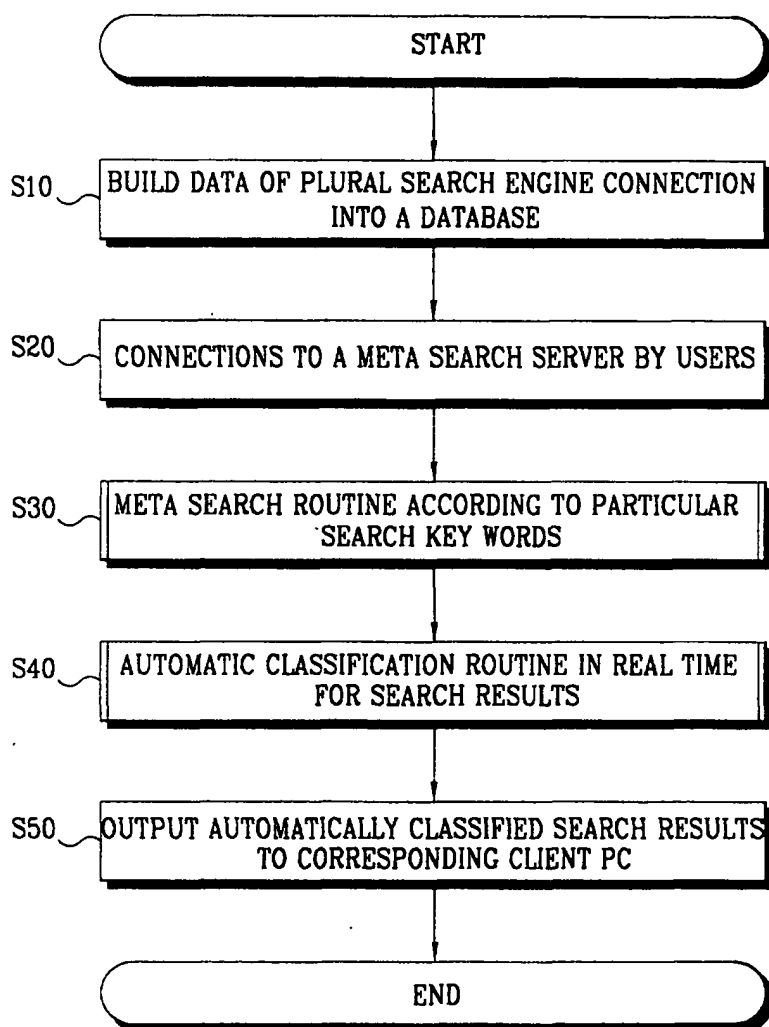 START
S10
BUILD DATA OF PLURAL SEARCH ENGINE CONNECTION
INTO A DATABASE
S20
CONNECTIONS TO A META SEARCH SERVER BY USERS
S30
META SEARCH ROUTINE ACCORDING TO PARTICULAR
SEARCH KEY WORDS
S40
AUTOMATIC CLASSIFICATION ROUTINE IN REAL TIME
FOR SEARCH RESULTS
S50
OUTPUT AUTOMATICALLY CLASSIFIED SEARCH RESULTS
TO CORRESPONDING CLIENT PC
END